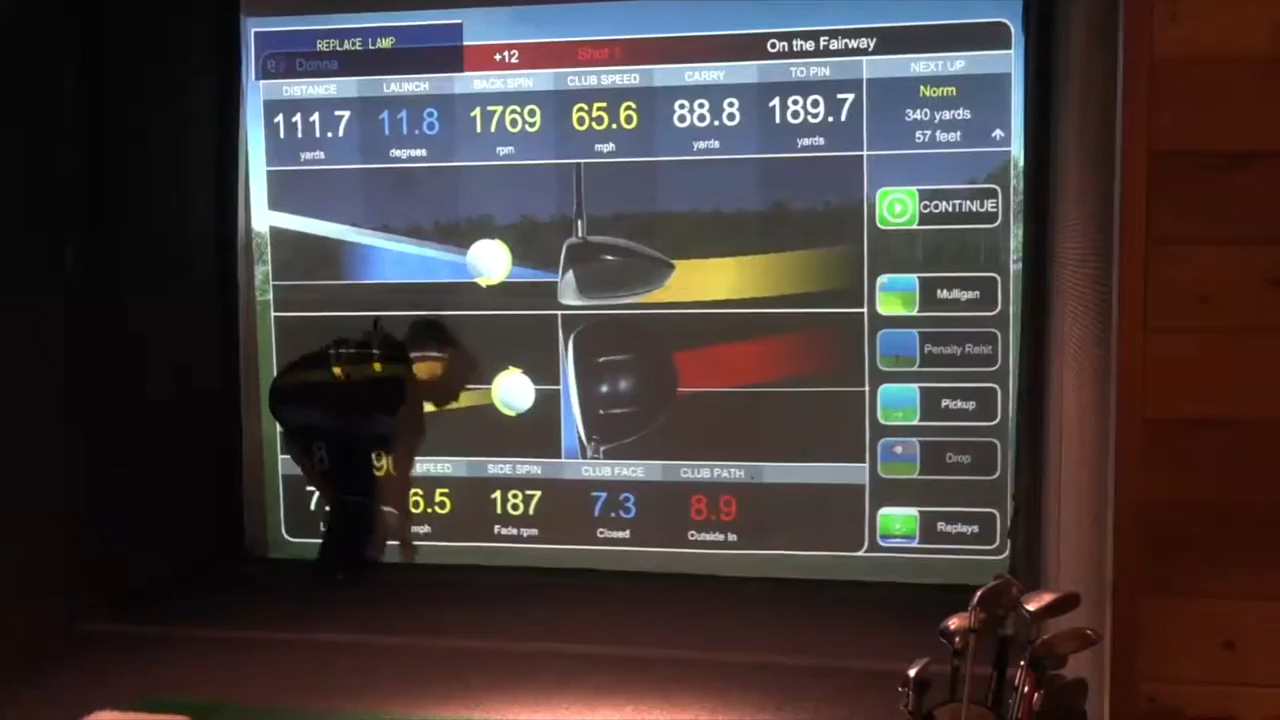 REPLACE LAMP
Donna
+12
Shot
On the Fairway
DISTANCE
LAUNCH
BACK SPIN
CLUB SPEED
CARRY
TO PIN
111.7
11.8
1769
65.6
88.8
189.7
yards
degrees
rpm
mph
yards
yards
NEXT UP
Norm
340 yards
57 feet
CONTINUE
Mulligan
Penalty Rehit
Pickup
Drop
Replays
SPEED
SIDE SPIN
CLUB FACE
CLUB PATH
7.
6.5
187
7.3
8.9
mph
Fade rpm
Closed
Outside In